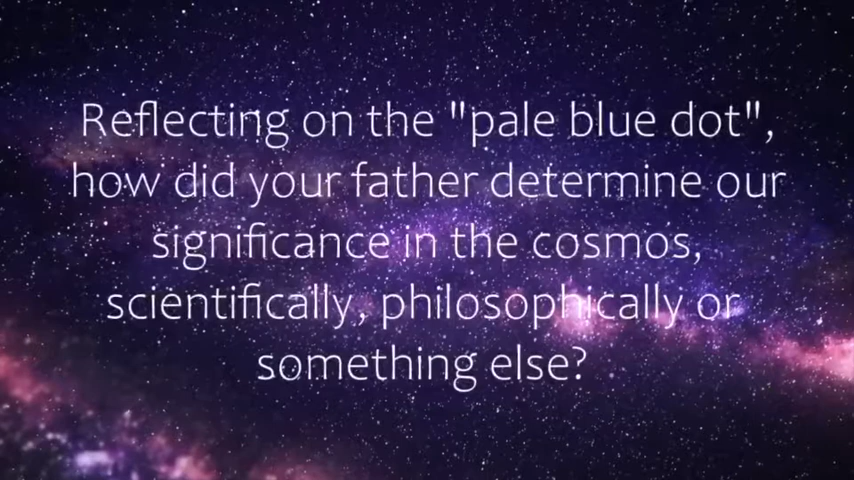 Reflecting on the "pale blue dot",
how did your father determine our
significance in the cosmos,
scientifically, philosophically or
something else?